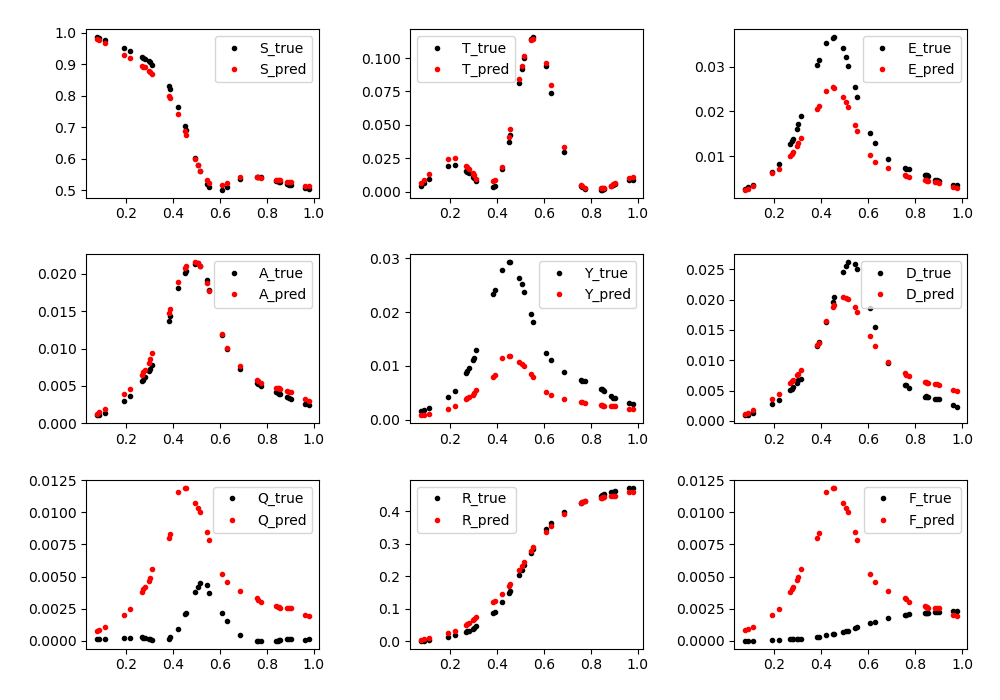 1.0
0.9
0.8
0.7
0.6
0.5
S_true
S_pred
0.2 0.4 0.6 0.8 1.0
0.100
0.075
0.050
0.025
0.000
T_true
T_pred
0.2 0.4 0.6 0.8 1.0
0.03
0.02
0.01
E_true
E_pred
0.2 0.4 0.6 0.8 1.0
0.020
0.015
0.010
0.005
0.000
A_true
A_pred
0.2 0.4 0.6 0.8 1.0
0.03
0.02
0.01
0.00
Y_true
Y_pred
0.2 0.4 0.6 0.8 1.0
0.025
0.020
0.015
0.010
0.005
0.000
D_true
D_pred
0.2 0.4 0.6 0.8 1.0
0.0125
0.0100
0.0075
0.0050
0.0025
0.0000
Q_true
Q_pred
0.2 0.4 0.6 0.8 1.0
0.4
0.3
0.2
0.1
0.0
R_true
R_pred
0.2 0.4 0.6 0.8 1.0
0.0125
0.0100
0.0075
0.0050
0.0025
0.0000
F_true
F_pred
0.2 0.4 0.6 0.8 1.0